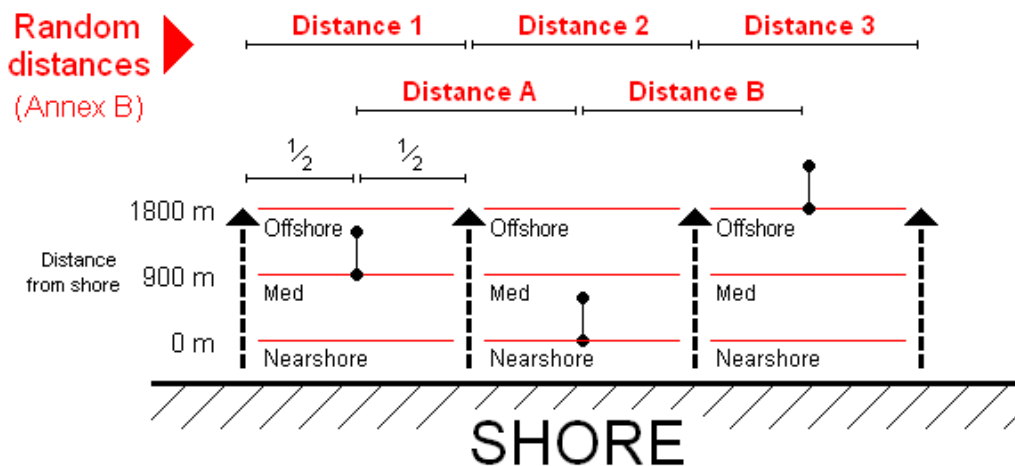 Random
distances
(Annex B)
Distance 1
Distance 2
Distance 3
Distance A
Distance B
1/2
1/2
1800 m
900 m
0 m
Distance
from shore
Offshore
Offshore
Offshore
Med
Med
Med
Nearshore
Nearshore
Nearshore
SHORE